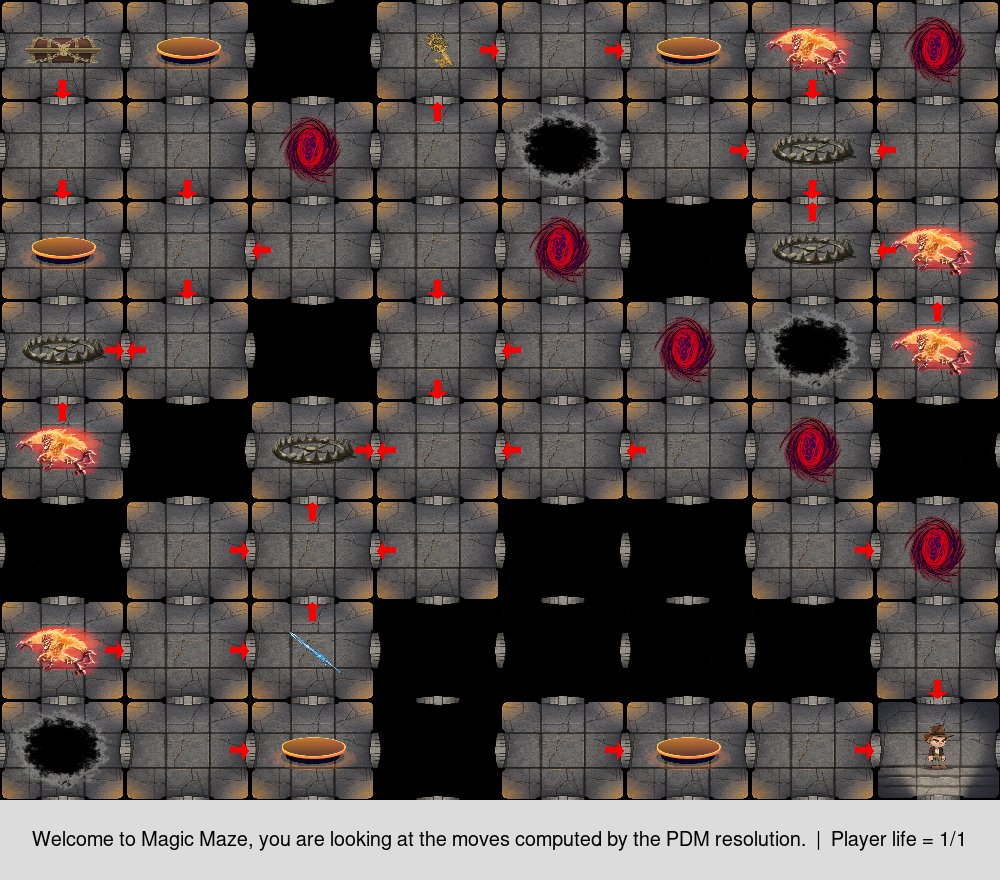 Welcome to Magic Maze, you are looking at the moves computed by the PDM resolution. | Player life = 1/1